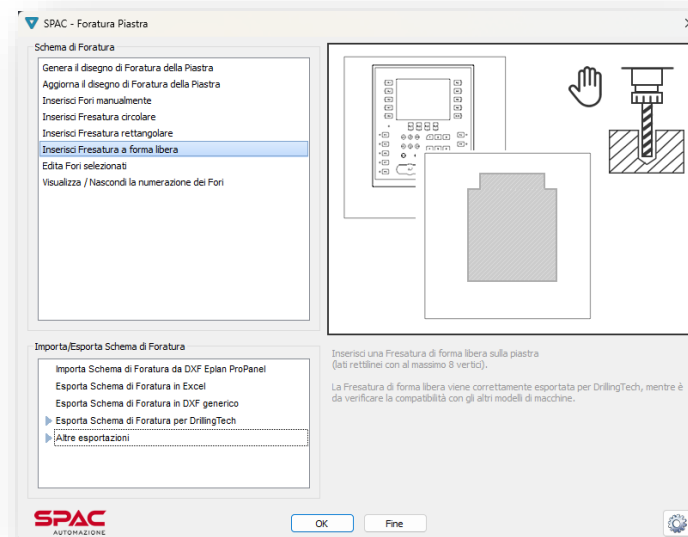 SPAC - Foratura Piastra
Schema di Foratura
Genera il disegno di Foratura della Piastra
Aggiorna il disegno di Foratura della Piastra
Inserisci Fori manualmente
Inserisci Fresatura circolare
Inserisci Fresatura rettangolare
Inserisci Fresatura a forma libera
Edita Fori selezionati
Visualizza / Nascondi la numerazione dei Fori
Importa/Esporta Schema di Foratura
Importa Schema di Foratura da DXF Eplan ProPanel
Esporta Schema di Foratura in Excel
Esporta Schema di Foratura in DXF generico
Esporta Schema di Foratura per DrillingTech
Altre esportazioni
Inserisci una Fresatura di forma libera sulla piastra
(lati rettilinei con al massimo 8 vertici).
La Fresatura di forma libera viene correttamente esportata per DrillingTech, mentre è
da verificare la compatibilità con gli altri modelli di macchine.
SPAC
AUTOMAZIONE
OK
Fine